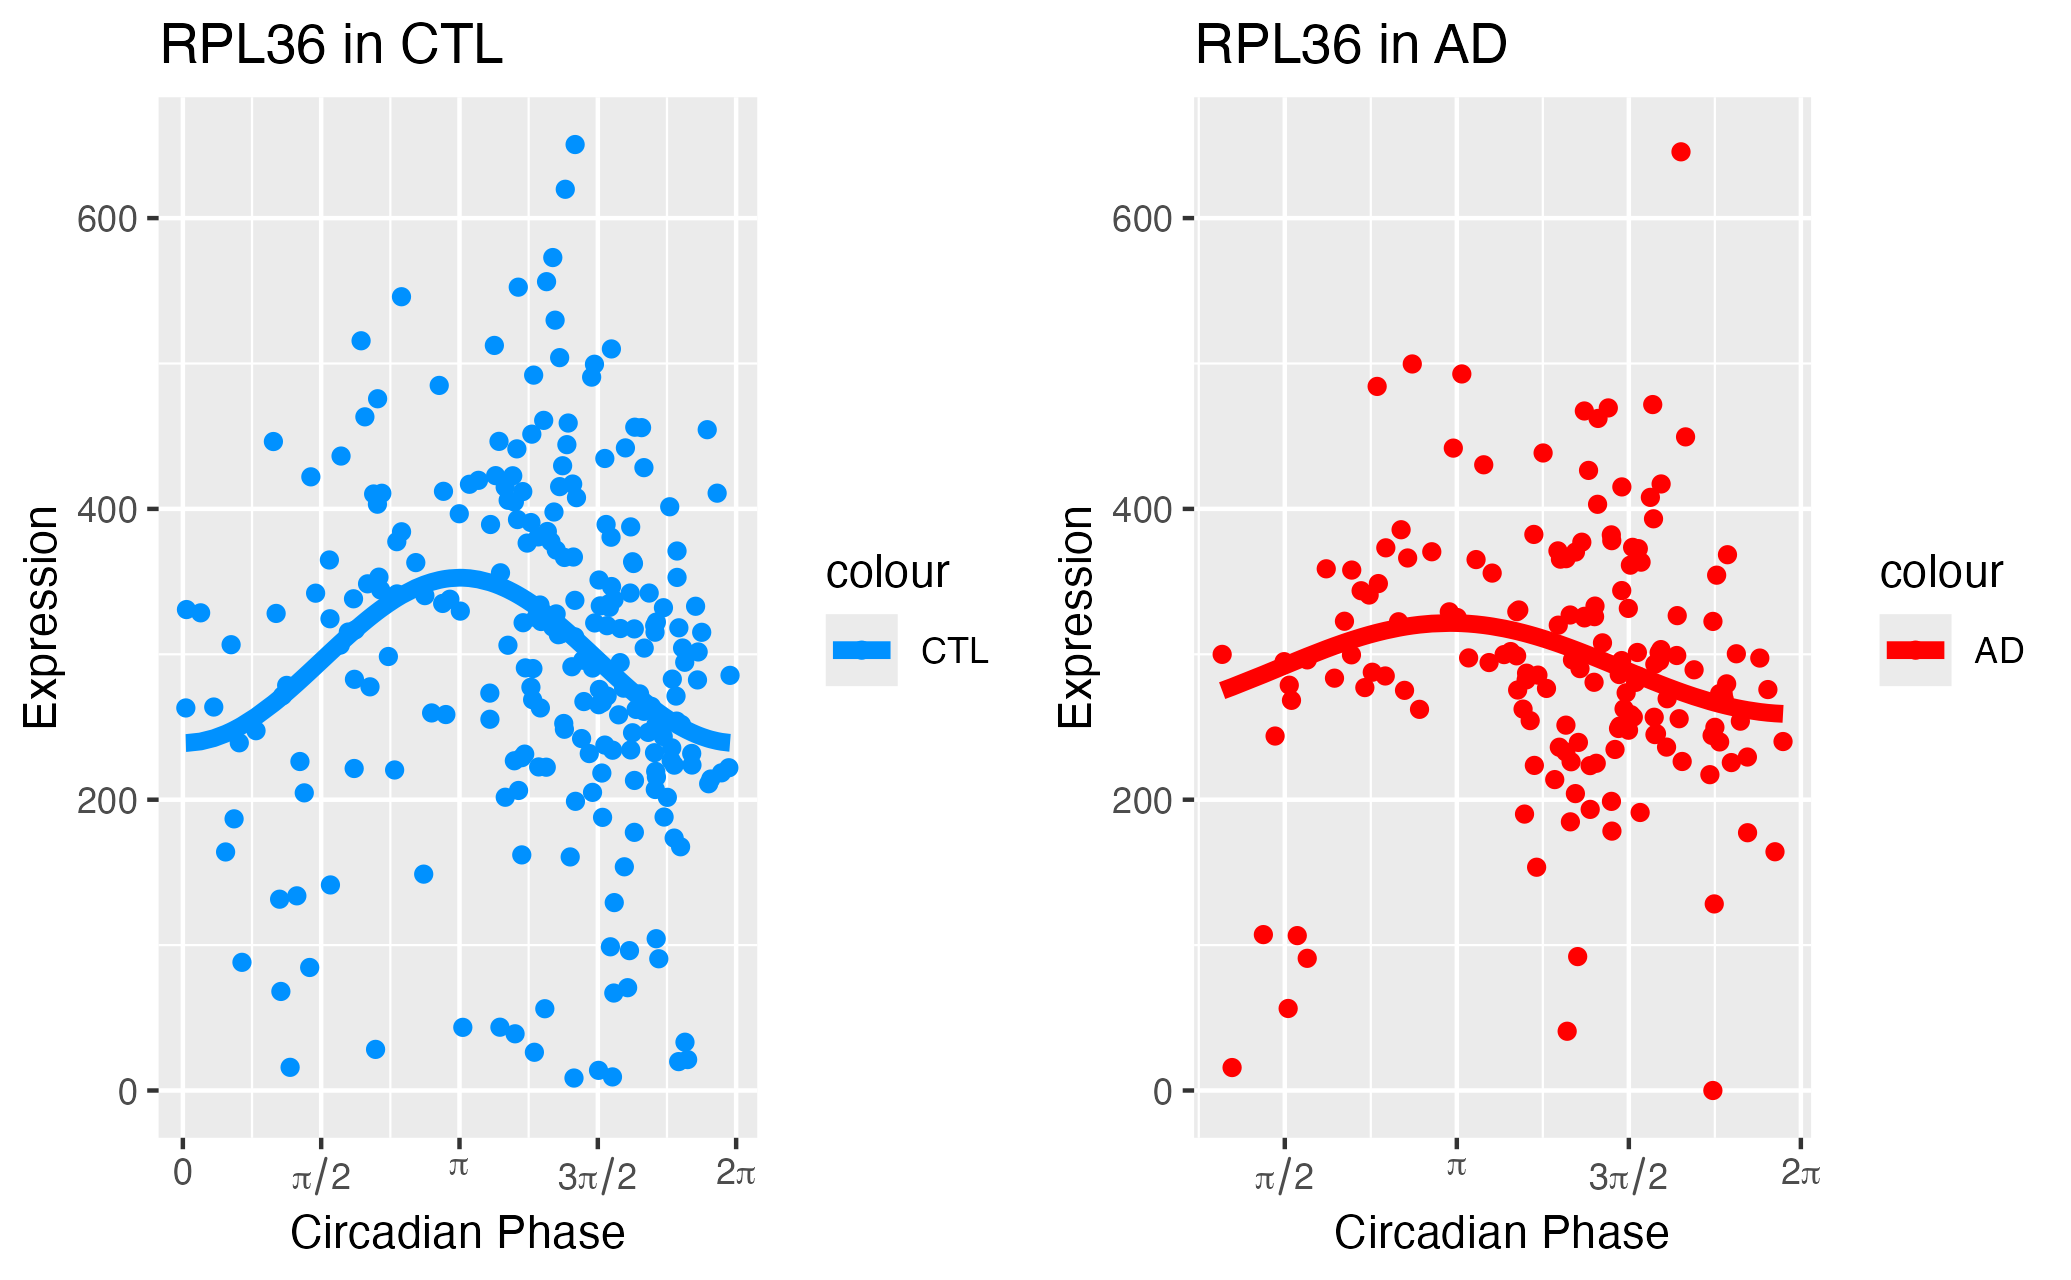 RPL36 in CTL
Expression
600
400
200
0
0 π/2 π 3π/2 2π
Circadian Phase
colour
CTL
RPL36 in AD
Expression
600
400
200
0
π/2 π 3π/2 2π
Circadian Phase
colour
AD